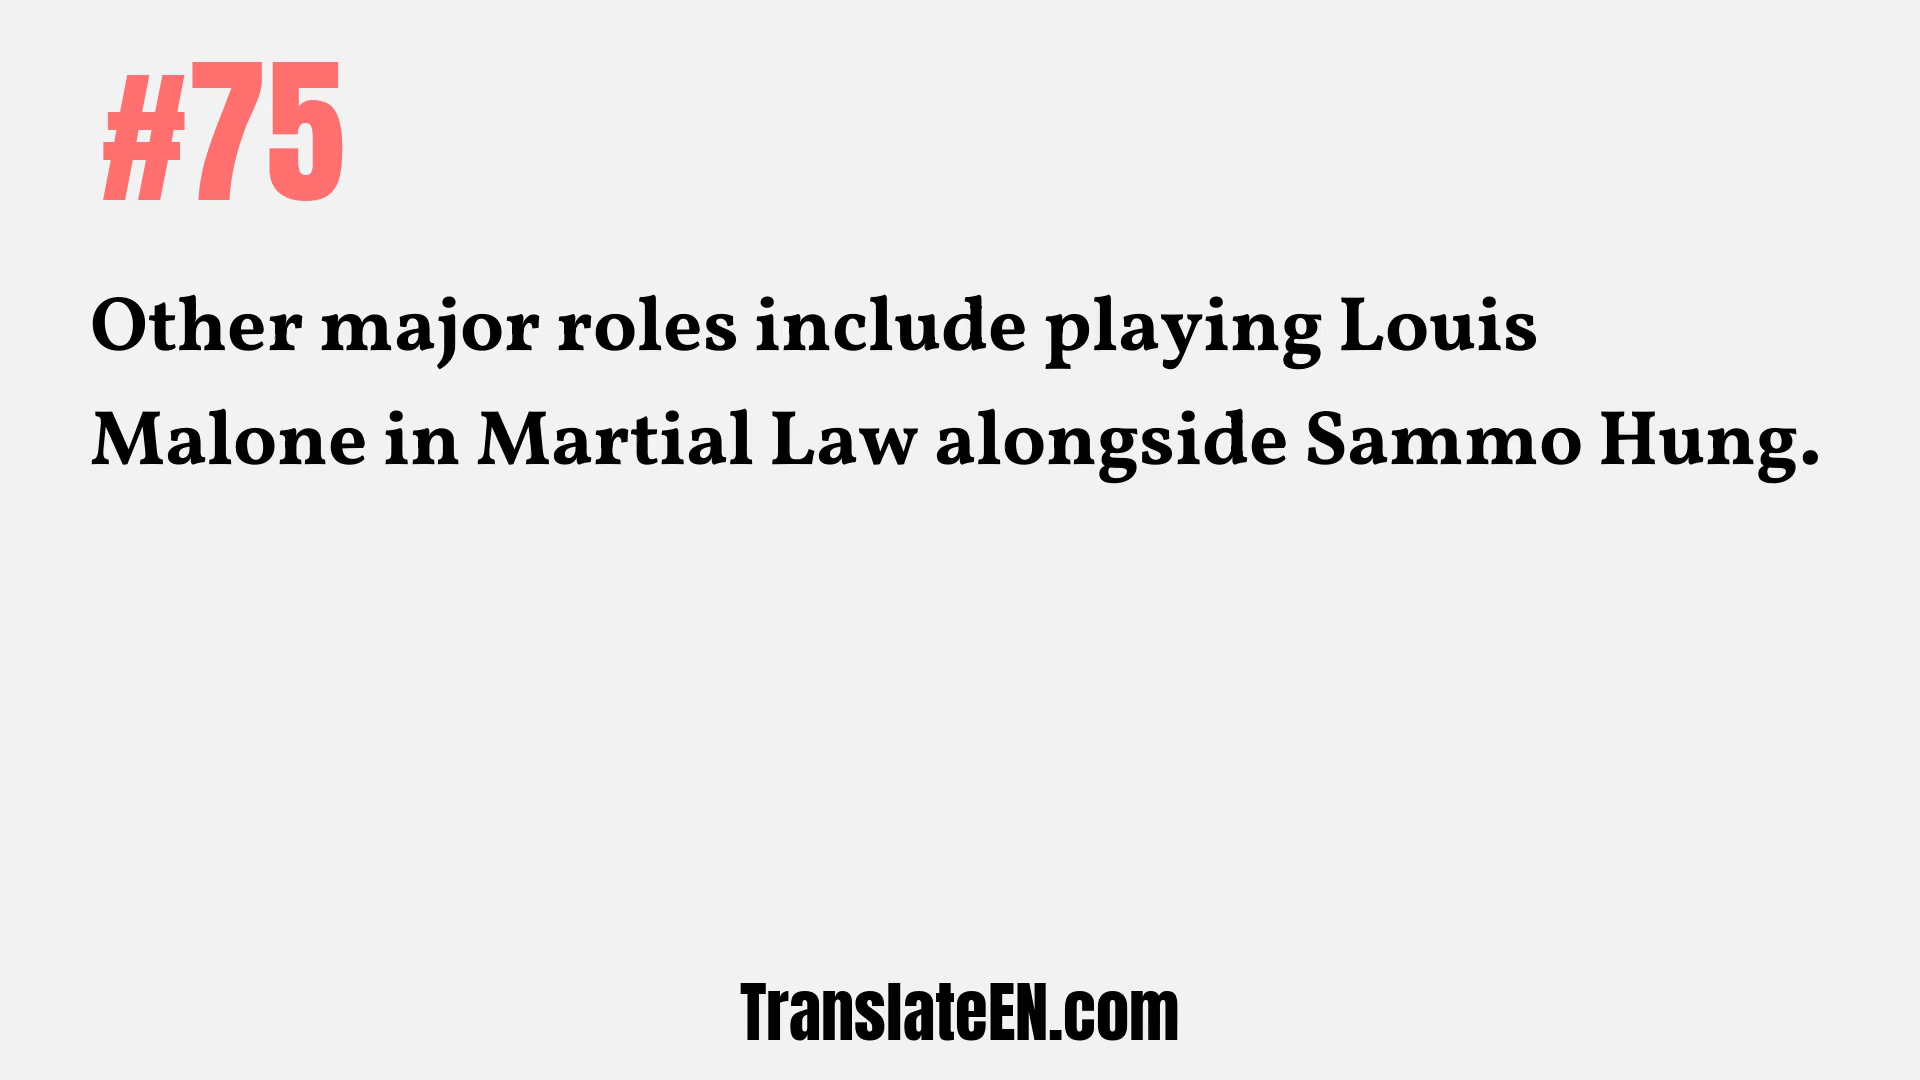 #75
Other major roles include playing Louis
Malone in Martial Law alongside Sammo Hung.
TranslateEN.com